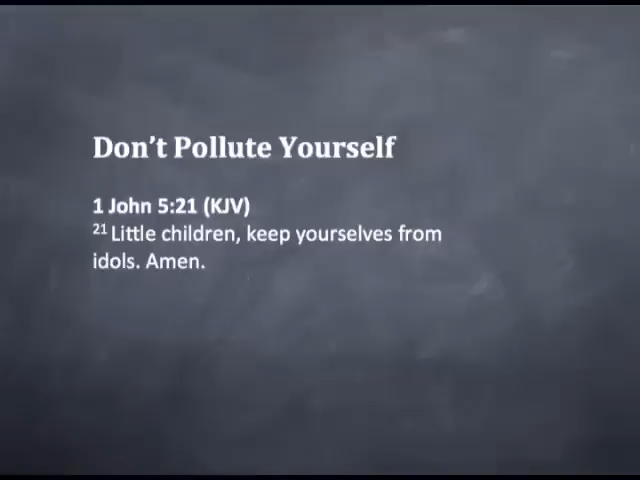 Don’t Pollute Yourself
1 John 5:21 (KJV)
21 Little children, keep yourselves from
idols. Amen.